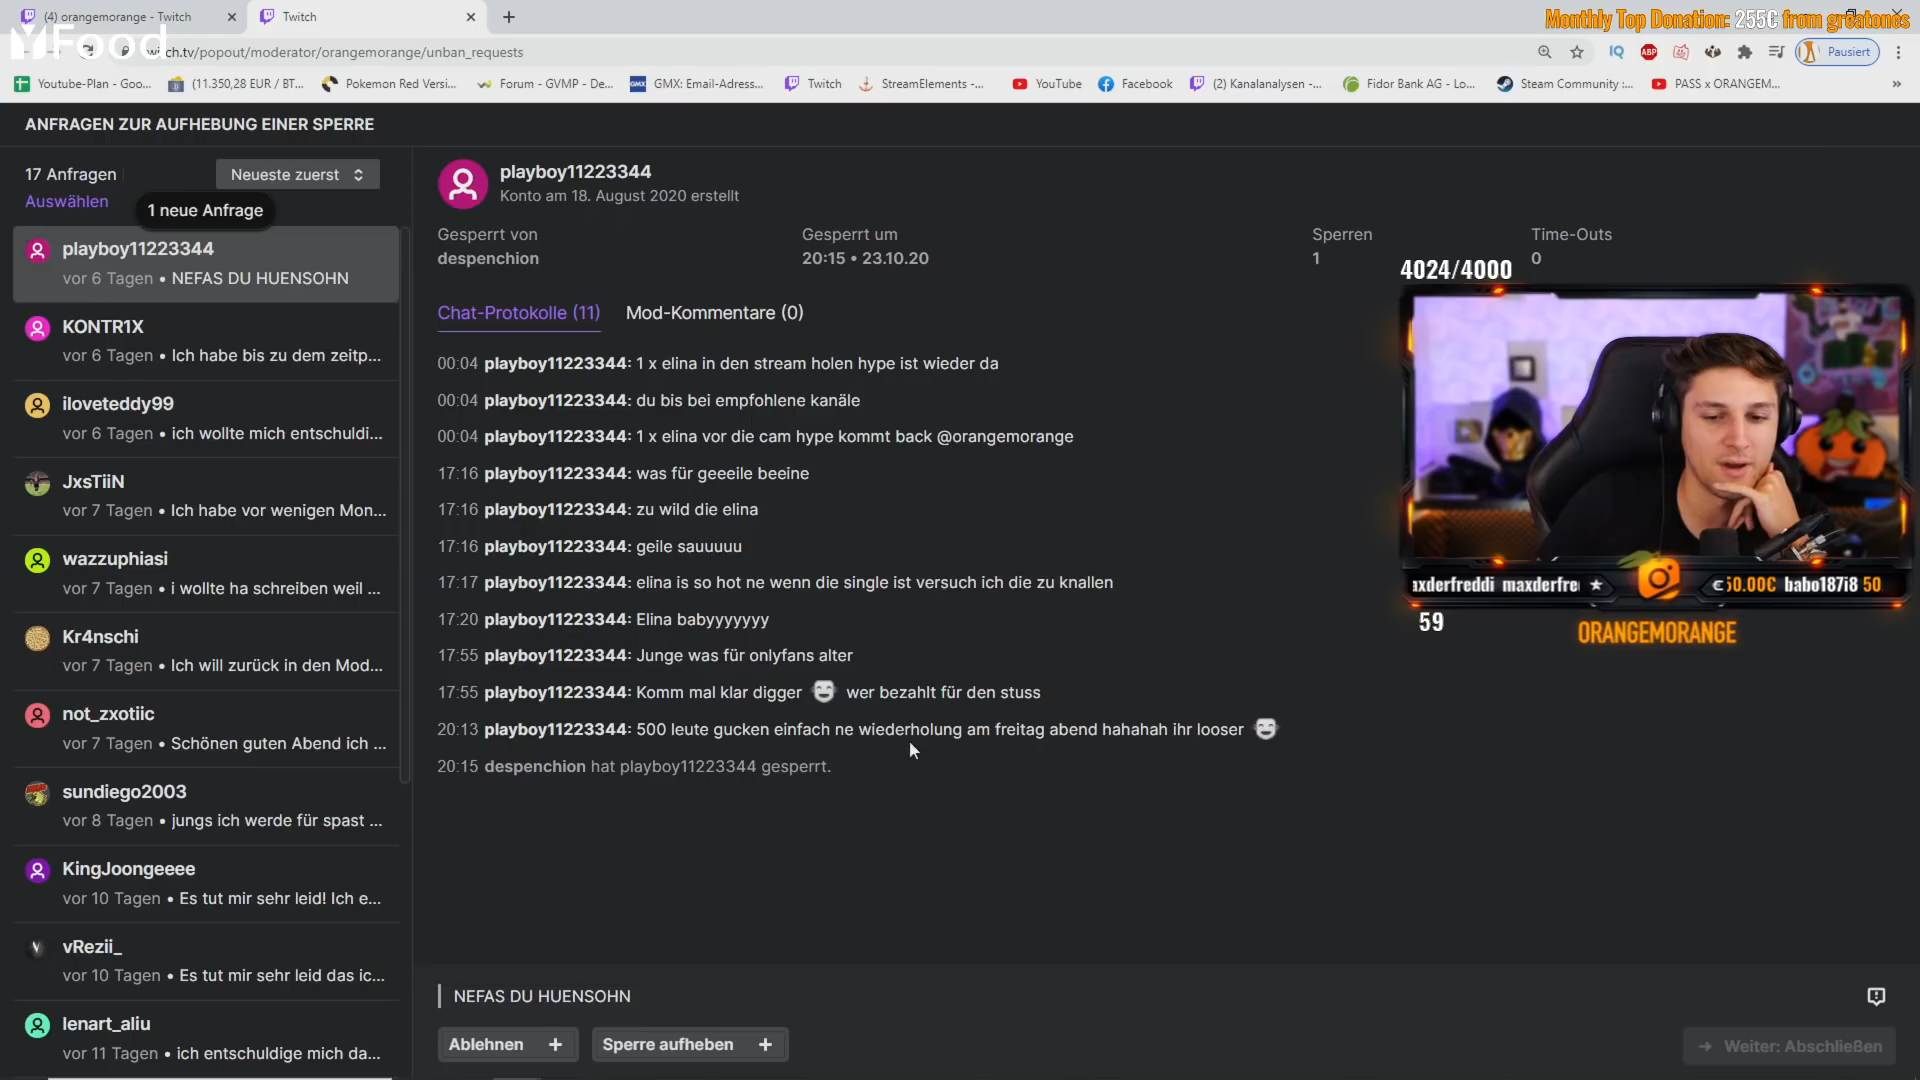 (4) orangemorange - Twitch
Twitch
Monthly Top Donation: 255€ from greatones
YFood
witch.tv/popout/moderator/orangemorange/unban_requests
IQ
ABP
Pausiert
Youtube-Plan - Goo...
(11.350,28 EUR / BT...
Pokemon Red Versi...
Forum - GVMP - De...
GMX
GMX: Email-Adress...
Twitch
StreamElements -...
YouTube
Facebook
(2) Kanalanalysen -...
Fidor Bank AG - Lo...
Steam Community :...
PASS x ORANGEM...
ANFRAGEN ZUR AUFHEBUNG EINER SPERRE
17 Anfragen
Neueste zuerst
Auswählen
1 neue Anfrage
playboy11223344
vor 6 Tagen • NEFAS DU HUENSOHN
KONTR1X
vor 6 Tagen • Ich habe bis zu dem zeitp...
iloveteddy99
vor 6 Tagen • ich wollte mich entschuldi...
JxsTiiN
vor 7 Tagen • Ich habe vor wenigen Mon...
wazzuphiasi
vor 7 Tagen • i wollte ha schreiben weil ...
Kr4nschi
vor 7 Tagen • Ich will zurück in den Mod...
not_zxotiic
vor 7 Tagen • Schönen guten Abend ich ...
sundiego2003
vor 8 Tagen • jungs ich werde für spast ...
KingJoongeeee
vor 10 Tagen • Es tut mir sehr leid! Ich e...
vRezii_
vor 10 Tagen • Es tut mir sehr leid das ic...
lenart_aliu
vor 11 Tagen • ich entschuldige mich da...
playboy11223344
Konto am 18. August 2020 erstellt
Gesperrt von
despenchion
Gesperrt um
20:15 • 23.10.20
Sperren
1
Time-Outs
0
Chat-Protokolle (11)
Mod-Kommentare (0)
00:04 playboy11223344: 1 x elina in den stream holen hype ist wieder da
00:04 playboy11223344: du bis bei empfohlene kanäle
00:04 playboy11223344: 1 x elina vor die cam hype kommt back @orangemorange
17:16 playboy11223344: was für geeeile beeine
17:16 playboy11223344: zu wild die elina
17:16 playboy11223344: geile sauuuuu
17:17 playboy11223344: elina is so hot ne wenn die single ist versuch ich die zu knallen
17:20 playboy11223344: Elina babyyyyyyy
17:55 playboy11223344: Junge was für onlyfans alter
17:55 playboy11223344: Komm mal klar digger wer bezahlt für den stuss
20:13 playboy11223344: 500 leute gucken einfach ne wiederholung am freitag abend hahahah ihr looser
20:15 despenchion hat playboy11223344 gesperrt.
NEFAS DU HUENSOHN
Ablehnen +
Sperre aufheben +
→ Weiter: Abschließen
4024/4000
axderfreddi maxderfre
50.00€ babo187i8 50
59
ORANGEMORANGE